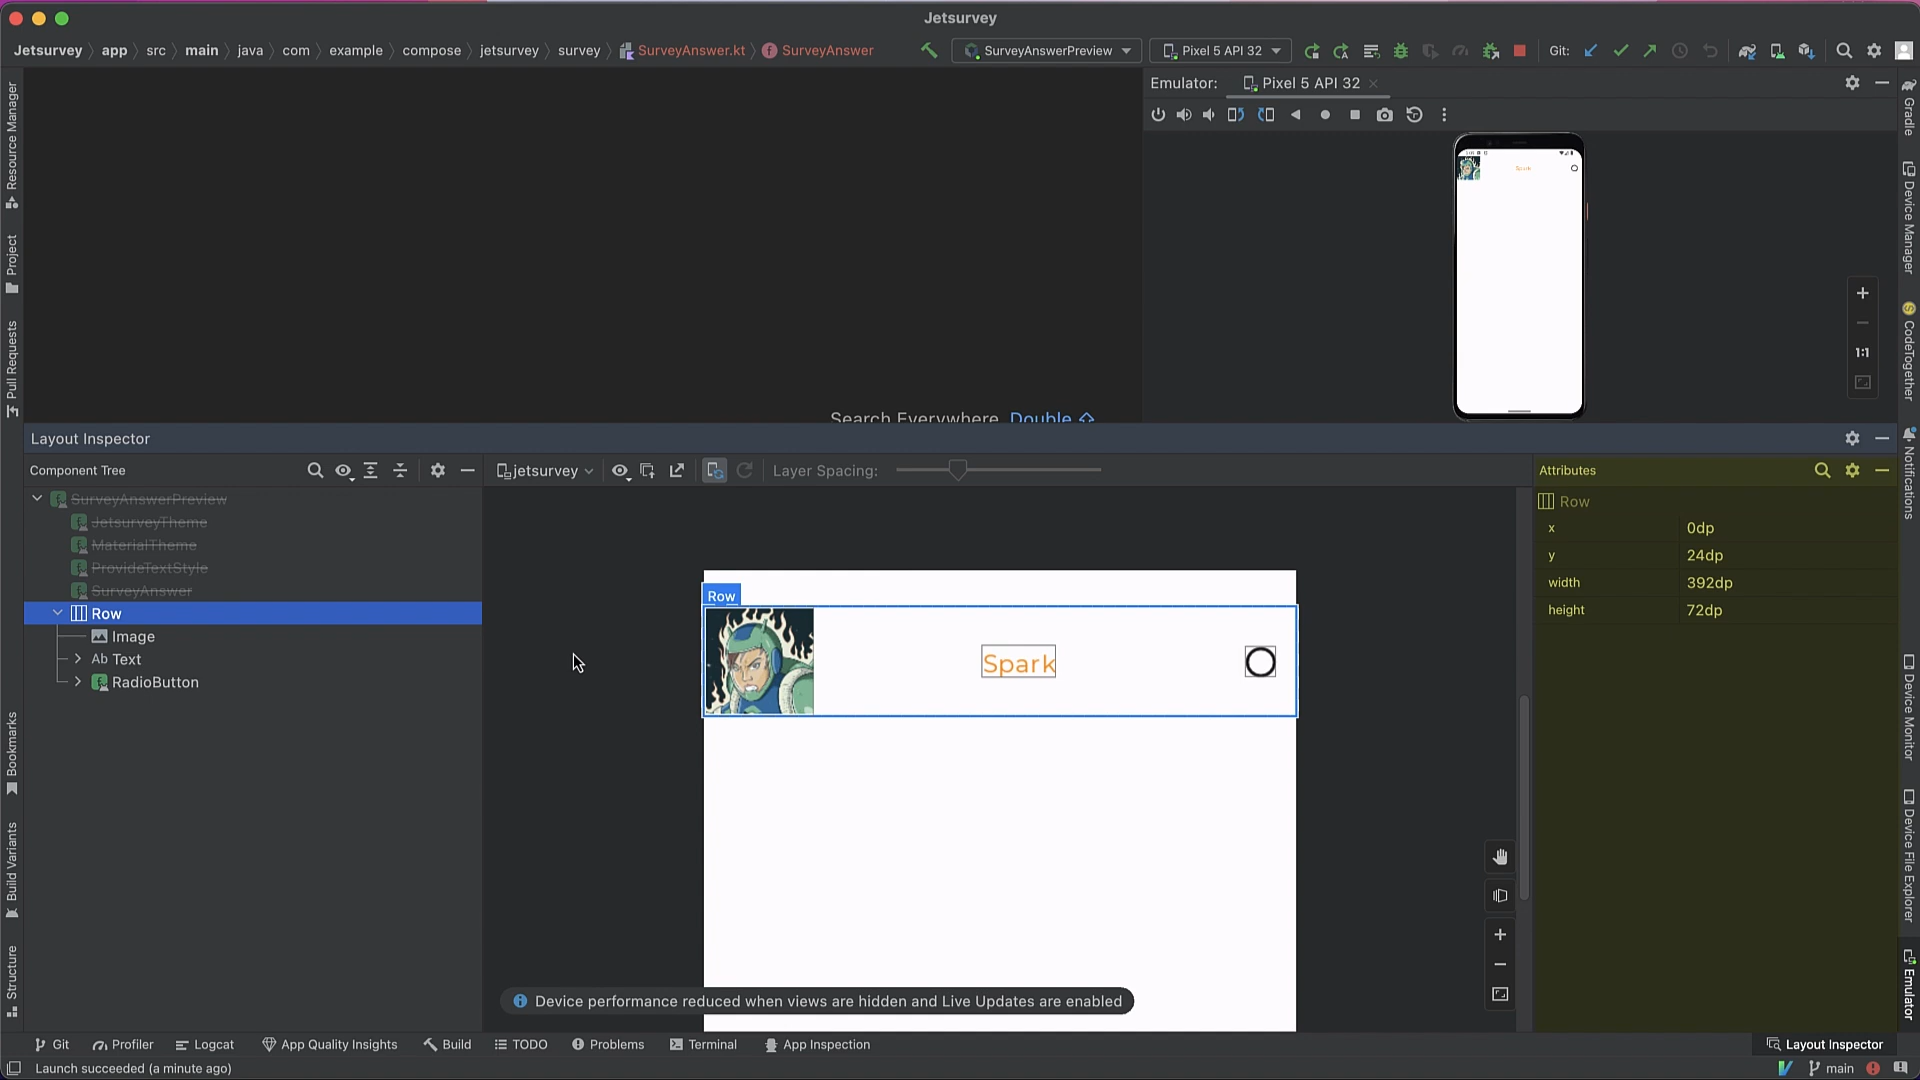 Jetsurvey
Jetsurvey app src main java com example compose jetsurvey survey SurveyAnswer.kt SurveyAnswer SurveyAnswerPreview Pixel 5 API 32 Git:
Emulator: Pixel 5 API 32
Spark
1:1
Search Everywhere Double
Layout Inspector
Component Tree
jetsurvey
Layer Spacing:
Attributes
SurveyAnswerPreview
JetsurveyTheme
MaterialTheme
ProvideTextStyle
SurveyAnswer
Row
Image
Ab Text
RadioButton
Row
Spark
Row
x 0dp
y 24dp
width 392dp
height 72dp
Device performance reduced when views are hidden and Live Updates are enabled
Resource Manager
Project
Pull Requests
Bookmarks
Build Variants
Structure
Gradle
Device Manager
CodeTogether
Notifications
Device Monitor
Device File Explorer
Emulator
Git Profiler Logcat App Quality Insights Build TODO Problems Terminal App Inspection Layout Inspector
Launch succeeded (a minute ago) main